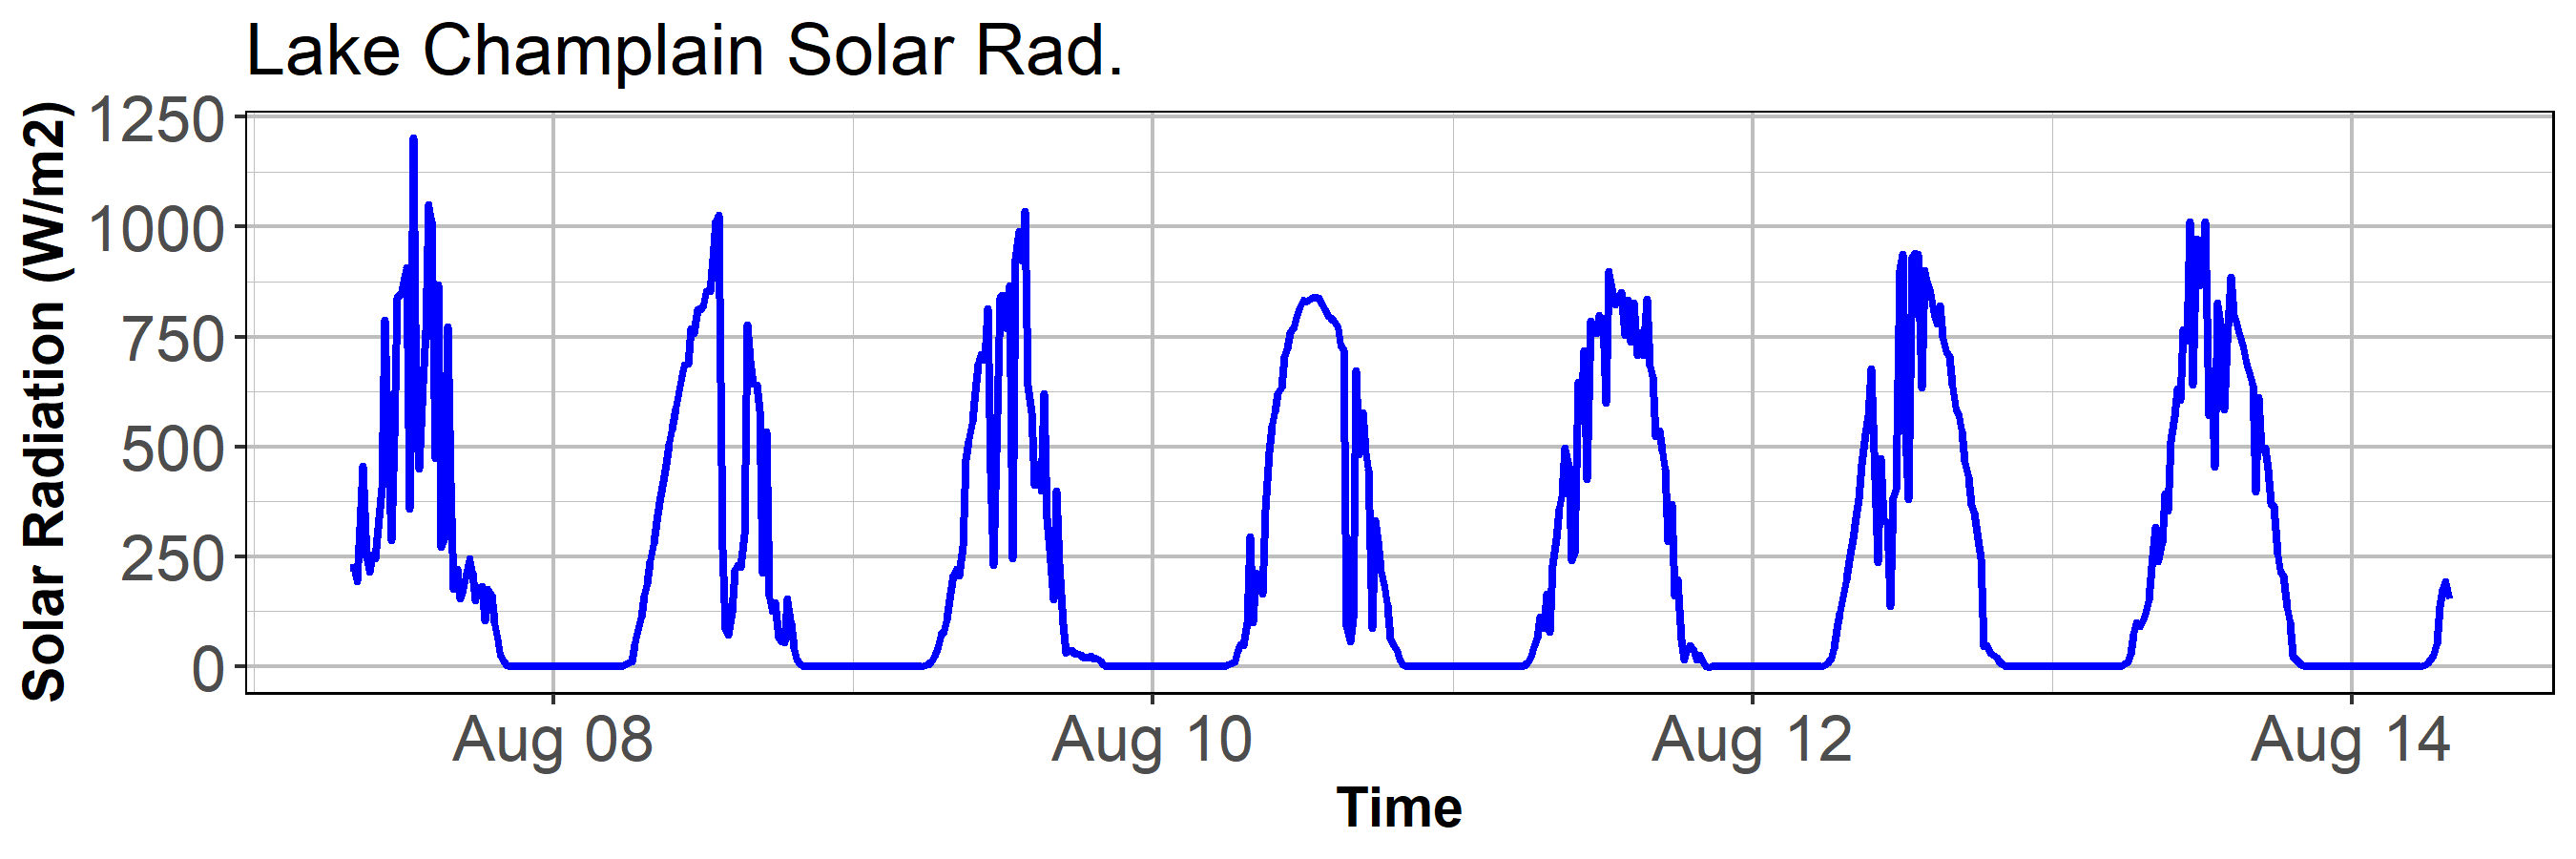 Lake Champlain Solar Rad.
Solar Radiation (W/m2)
1250
1000
750
500
250
0
Aug 08 Aug 10 Aug 12 Aug 14
Time